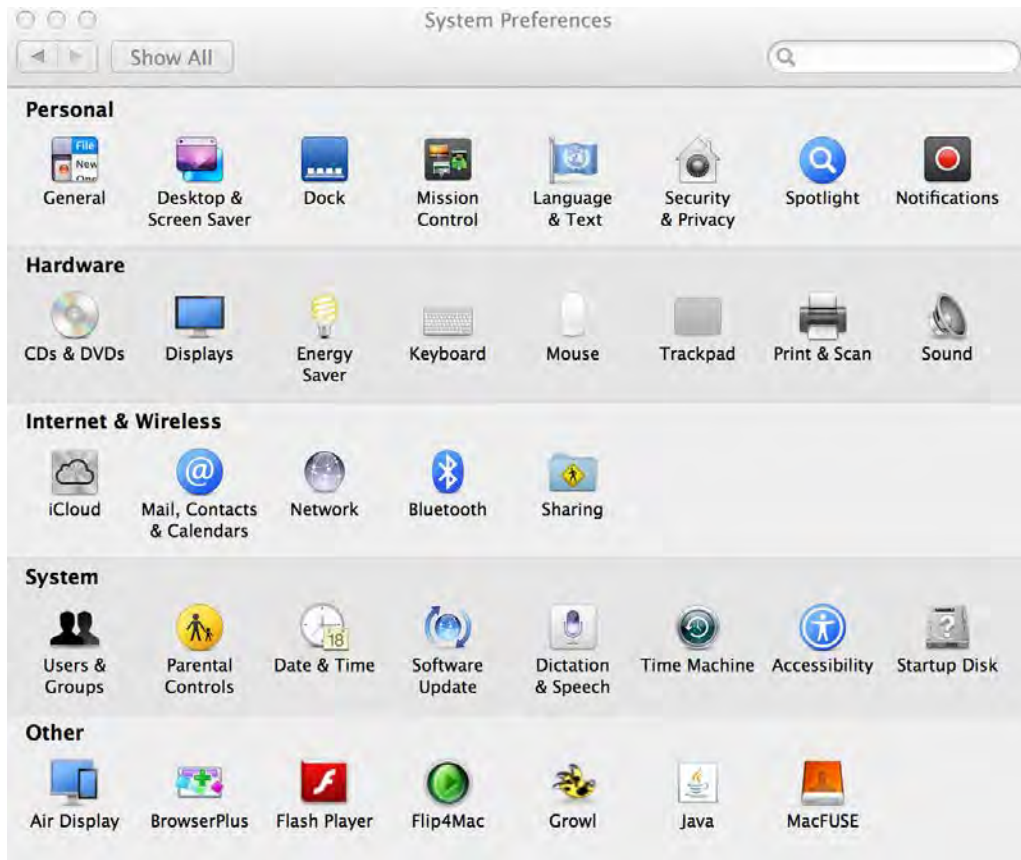 System Preferences
Show All
Personal
File
New
General
Desktop &
Screen Saver
Dock
Mission
Control
Language
& Text
Security
& Privacy
Spotlight
Notifications
Hardware
CDs & DVDs
Displays
Energy
Saver
Keyboard
Mouse
Trackpad
Print & Scan
Sound
Internet & Wireless
@
iCloud
Mail, Contacts
& Calendars
Network
Bluetooth
Sharing
System
18
?
Users &
Groups
Parental
Controls
Date & Time
Software
Update
Dictation
& Speech
Time Machine
Accessibility
Startup Disk
Other
Air Display
BrowserPlus
Flash Player
Flip4Mac
Growl
Java
MacFUSE